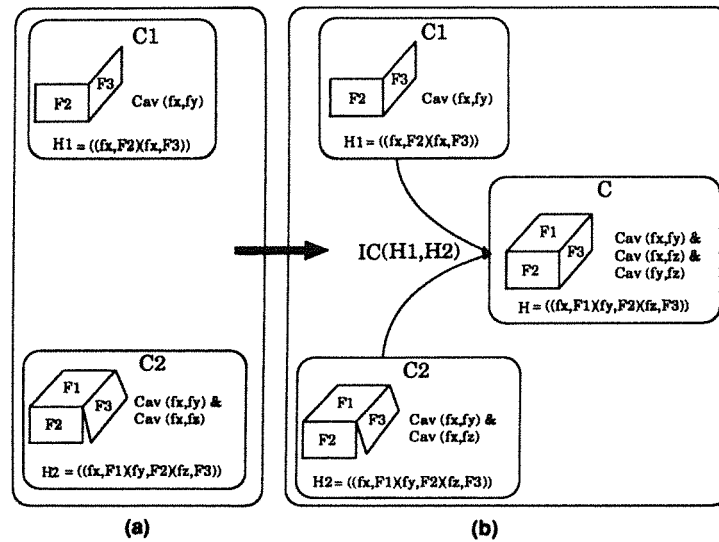 C1
F3
F2
Cav (fx,fy)
H1 = ((fx,F2)(fx,F3))
C2
F1
F3
F2
Cav (fx,fy) &
Cav (fx,fz)
H2 = ((fx,F1)(fy,F2)(fz,F3))
(a)
C1
F3
F2
Cav (fx,fy)
H1 = ((fx,F2)(fx,F3))
IC(H1,H2)
C
F1
F3
F2
Cav (fx,fy) &
Cav (fx,fz) &
Cav (fy,fz)
H = ((fx,F1)(fy,F2)(fz,F3))
C2
F1
F3
F2
Cav (fx,fy) &
Cav (fx,fz)
H2 = ((fx,F1)(fy,F2)(fz,F3))
(b)